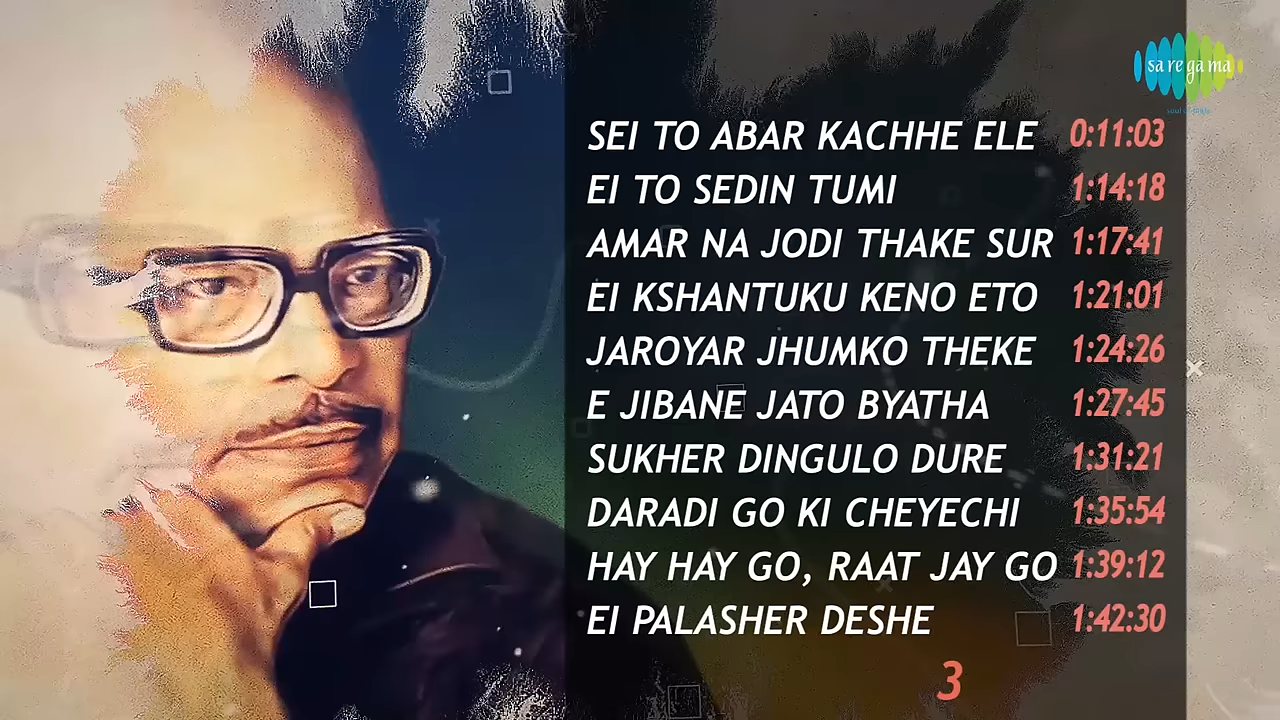 sa re ga ma
SEI TO ABAR KACHHE ELE 0:11:03
EI TO SEDIN TUMI 1:14:18
AMAR NA JODI THAKE SUR 1:17:41
EI KSHANTUKU KENO ETO 1:21:01
JAROYAR JHUMKO THEKE 1:24:26
E JIBANE JATO BYATHA 1:27:45
SUKHER DINGULO DURE 1:31:21
DARADI GO KI CHEYECHI 1:35:54
HAY HAY GO, RAAT JAY GO 1:39:12
EI PALASHER DESHE 1:42:30
3